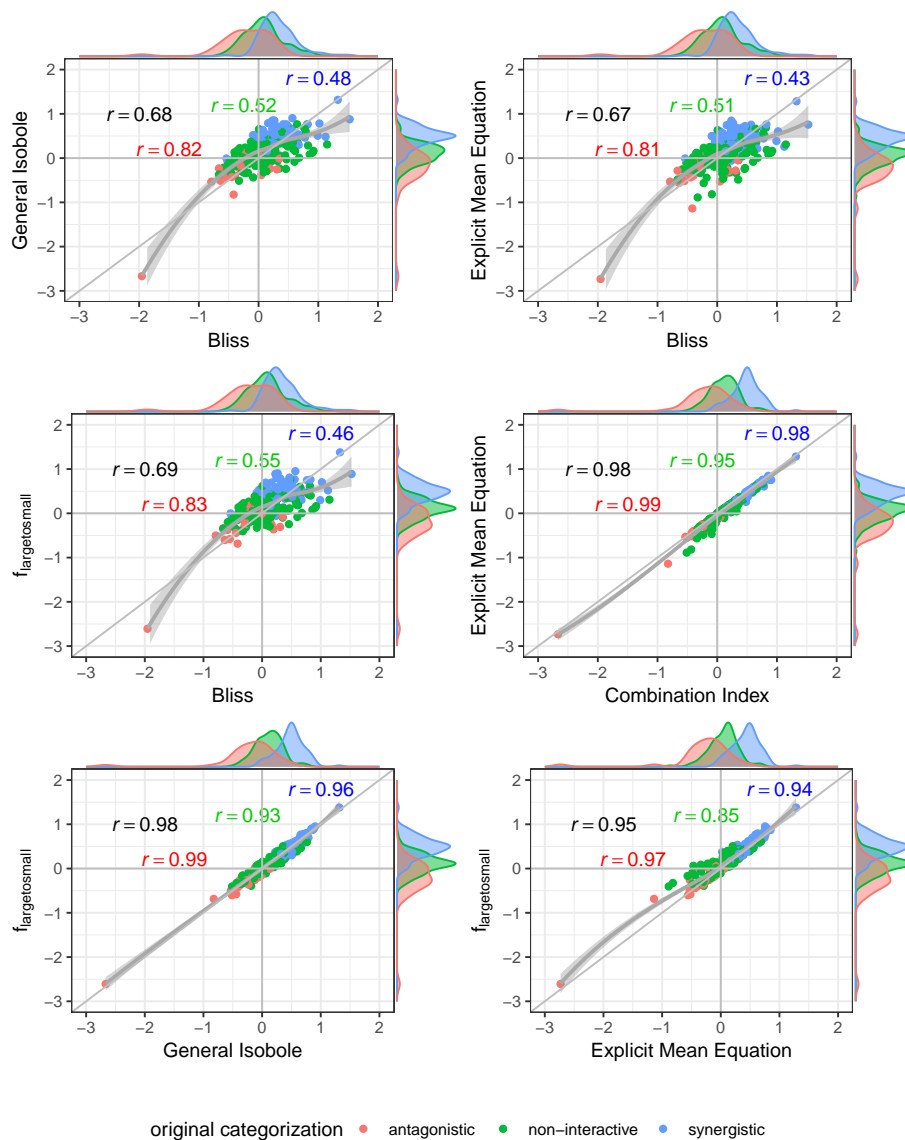 General Isobole
2
1
0
−1
−2
−3
r = 0.48
r = 0.52
r = 0.68
r = 0.82
−3 −2 −1 0 1 2
Bliss
Explicit Mean Equation
2
1
0
−1
−2
−3
r = 0.43
r = 0.51
r = 0.67
r = 0.81
−3 −2 −1 0 1 2
Bliss
flargetosmall
2
1
0
−1
−2
−3
r = 0.46
r = 0.55
r = 0.69
r = 0.83
−3 −2 −1 0 1 2
Bliss
Explicit Mean Equation
2
1
0
−1
−2
−3
r = 0.98
r = 0.95
r = 0.98
r = 0.99
−3 −2 −1 0 1 2
Combination Index
flargetosmall
2
1
0
−1
−2
−3
r = 0.96
r = 0.93
r = 0.98
r = 0.99
−3 −2 −1 0 1 2
General Isobole
flargetosmall
2
1
0
−1
−2
−3
r = 0.94
r = 0.85
r = 0.95
r = 0.97
−3 −2 −1 0 1 2
Explicit Mean Equation
original categorization antagonistic non−interactive synergistic